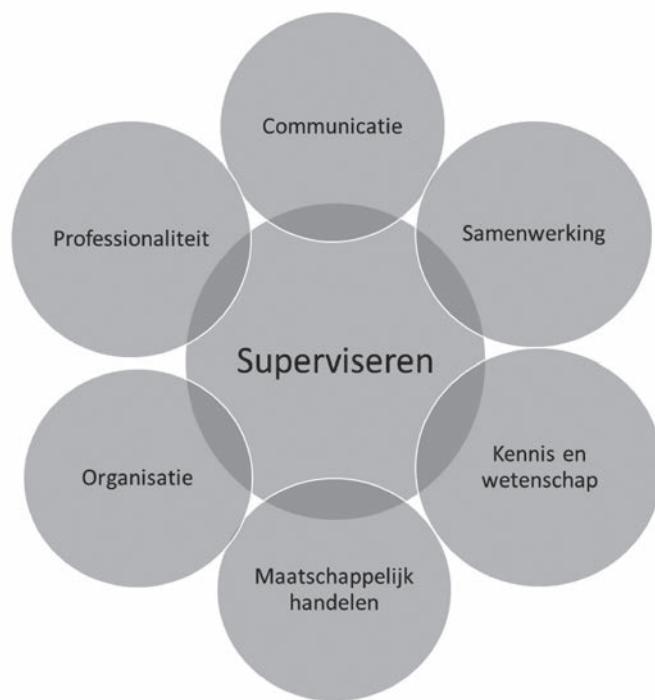 Communicatie
Professionaliteit
Samenwerking
Superviseren
Organisatie
Kennis en
wetenschap
Maatschappelijk
handelen